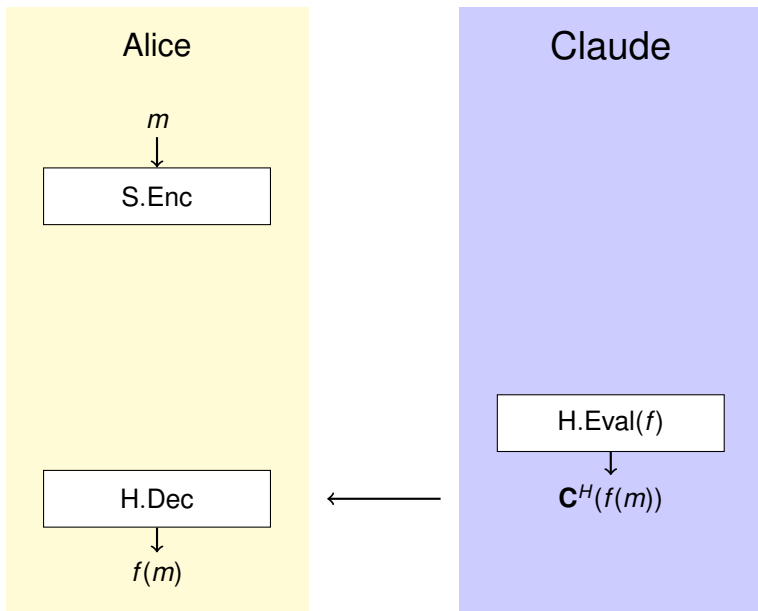 Alice
m
S.Enc
H.Dec
f(m)
Claude
H.Eval(f)
C^H(f(m))